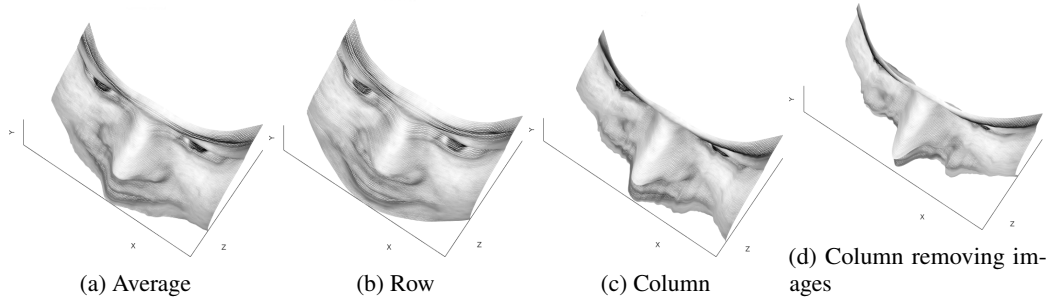 Y
X
Z
(a) Average
Y
X
Z
(b) Row
Y
X
Z
(c) Column
Y
X
Z
(d) Column removing im-
ages